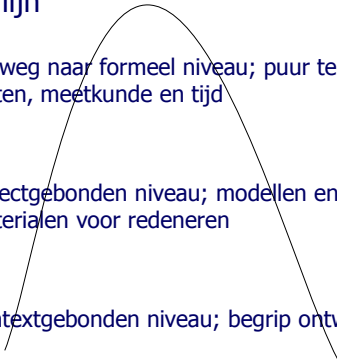 weg naar formeel niveau; puur te
ten, meetkunde en tijd
ectgebonden niveau; modellen en
terialen voor redeneren
ntextgebonden niveau; begrip ontw